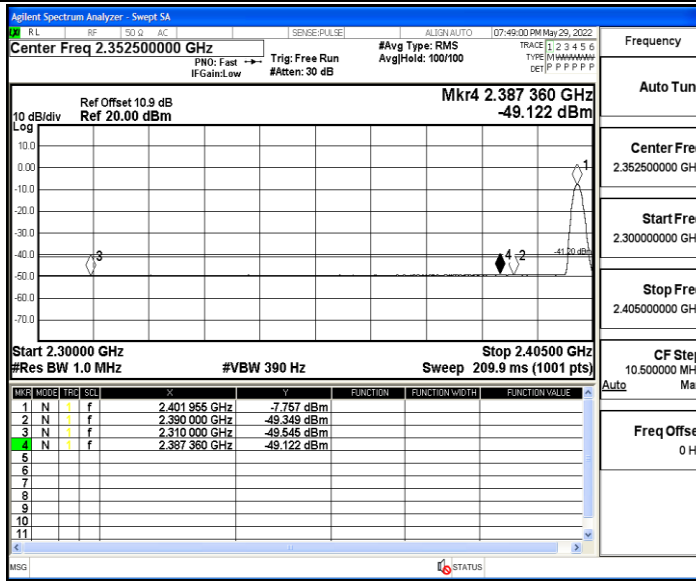 Agilent Spectrum Analyzer - Swept SA
RL RF 50 Ω AC SENSE:PULSE ALIGN AUTO 07:49:00 PM May 29, 2022
Center Freq 2.352500000 GHz
PNO: Fast
IFGain:Low
Trig: Free Run
#Atten: 30 dB
#Avg Type: RMS
Avg|Hold: 100/100
TRACE 1 2 3 4 5 6
TYPE M WWWWW
DET P P P P P P
Frequency
Auto Tun
Ref Offset 10.9 dB
10 dB/div Ref 20.00 dBm
Log
Mkr4 2.387 360 GHz
-49.122 dBm
10.0
0.00
-10.0
-20.0
-30.0
-40.0
-50.0
-60.0
-70.0
1
3
4
2
-41.20 dBm
Center Fre
2.352500000 GH
Start Fre
2.300000000 GH
Stop Fre
2.405000000 GH
Start 2.30000 GHz Stop 2.40500 GHz
#Res BW 1.0 MHz #VBW 390 Hz Sweep 209.9 ms (1001 pts)
CF Step
10.500000 MH
Auto Ma
Freq Offse
0 H
MKR MODE TRC SCL X Y FUNCTION FUNCTION WIDTH FUNCTION VALUE
1 N 1 f 2.401 955 GHz -7.757 dBm
2 N 1 f 2.390 000 GHz -49.349 dBm
3 N 1 f 2.310 000 GHz -49.545 dBm
4 N 1 f 2.387 360 GHz -49.122 dBm
5
6
7
8
9
10
11
MSG STATUS